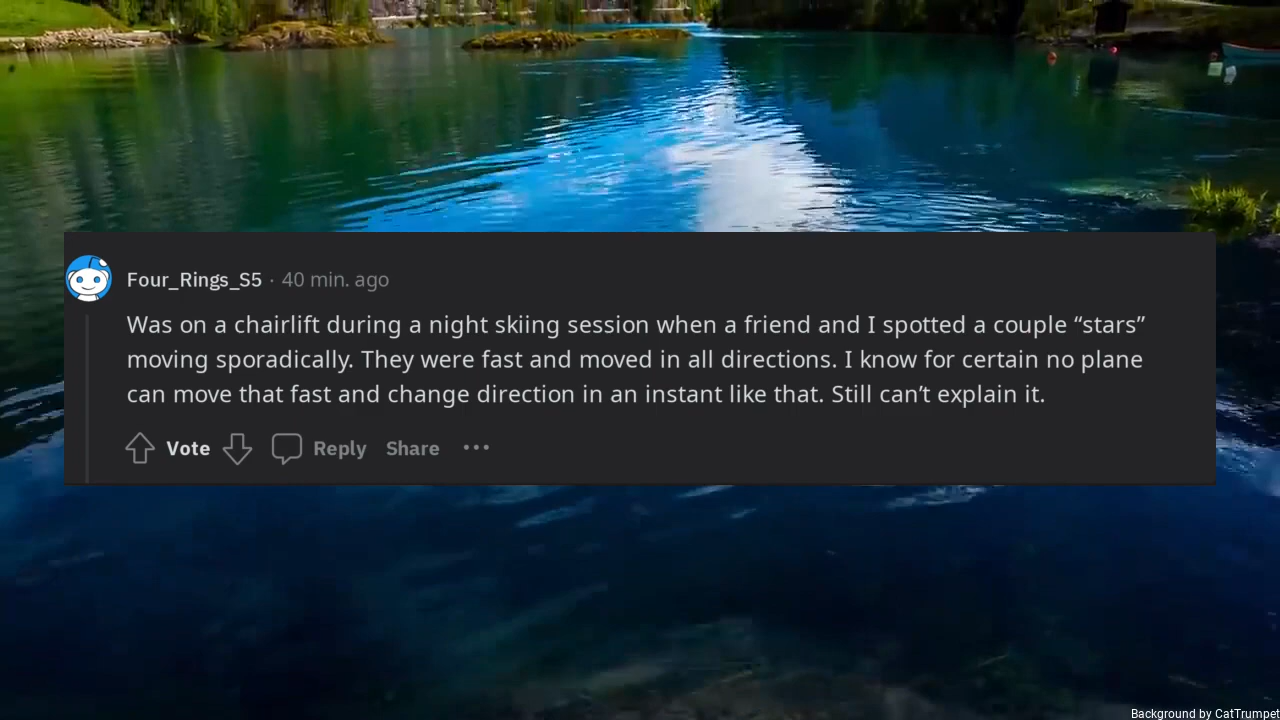 Four_Rings_S5 · 40 min. ago
Was on a chairlift during a night skiing session when a friend and I spotted a couple “stars”
moving sporadically. They were fast and moved in all directions. I know for certain no plane
can move that fast and change direction in an instant like that. Still can’t explain it.
Vote Reply Share ···
Background by CatTrumpet